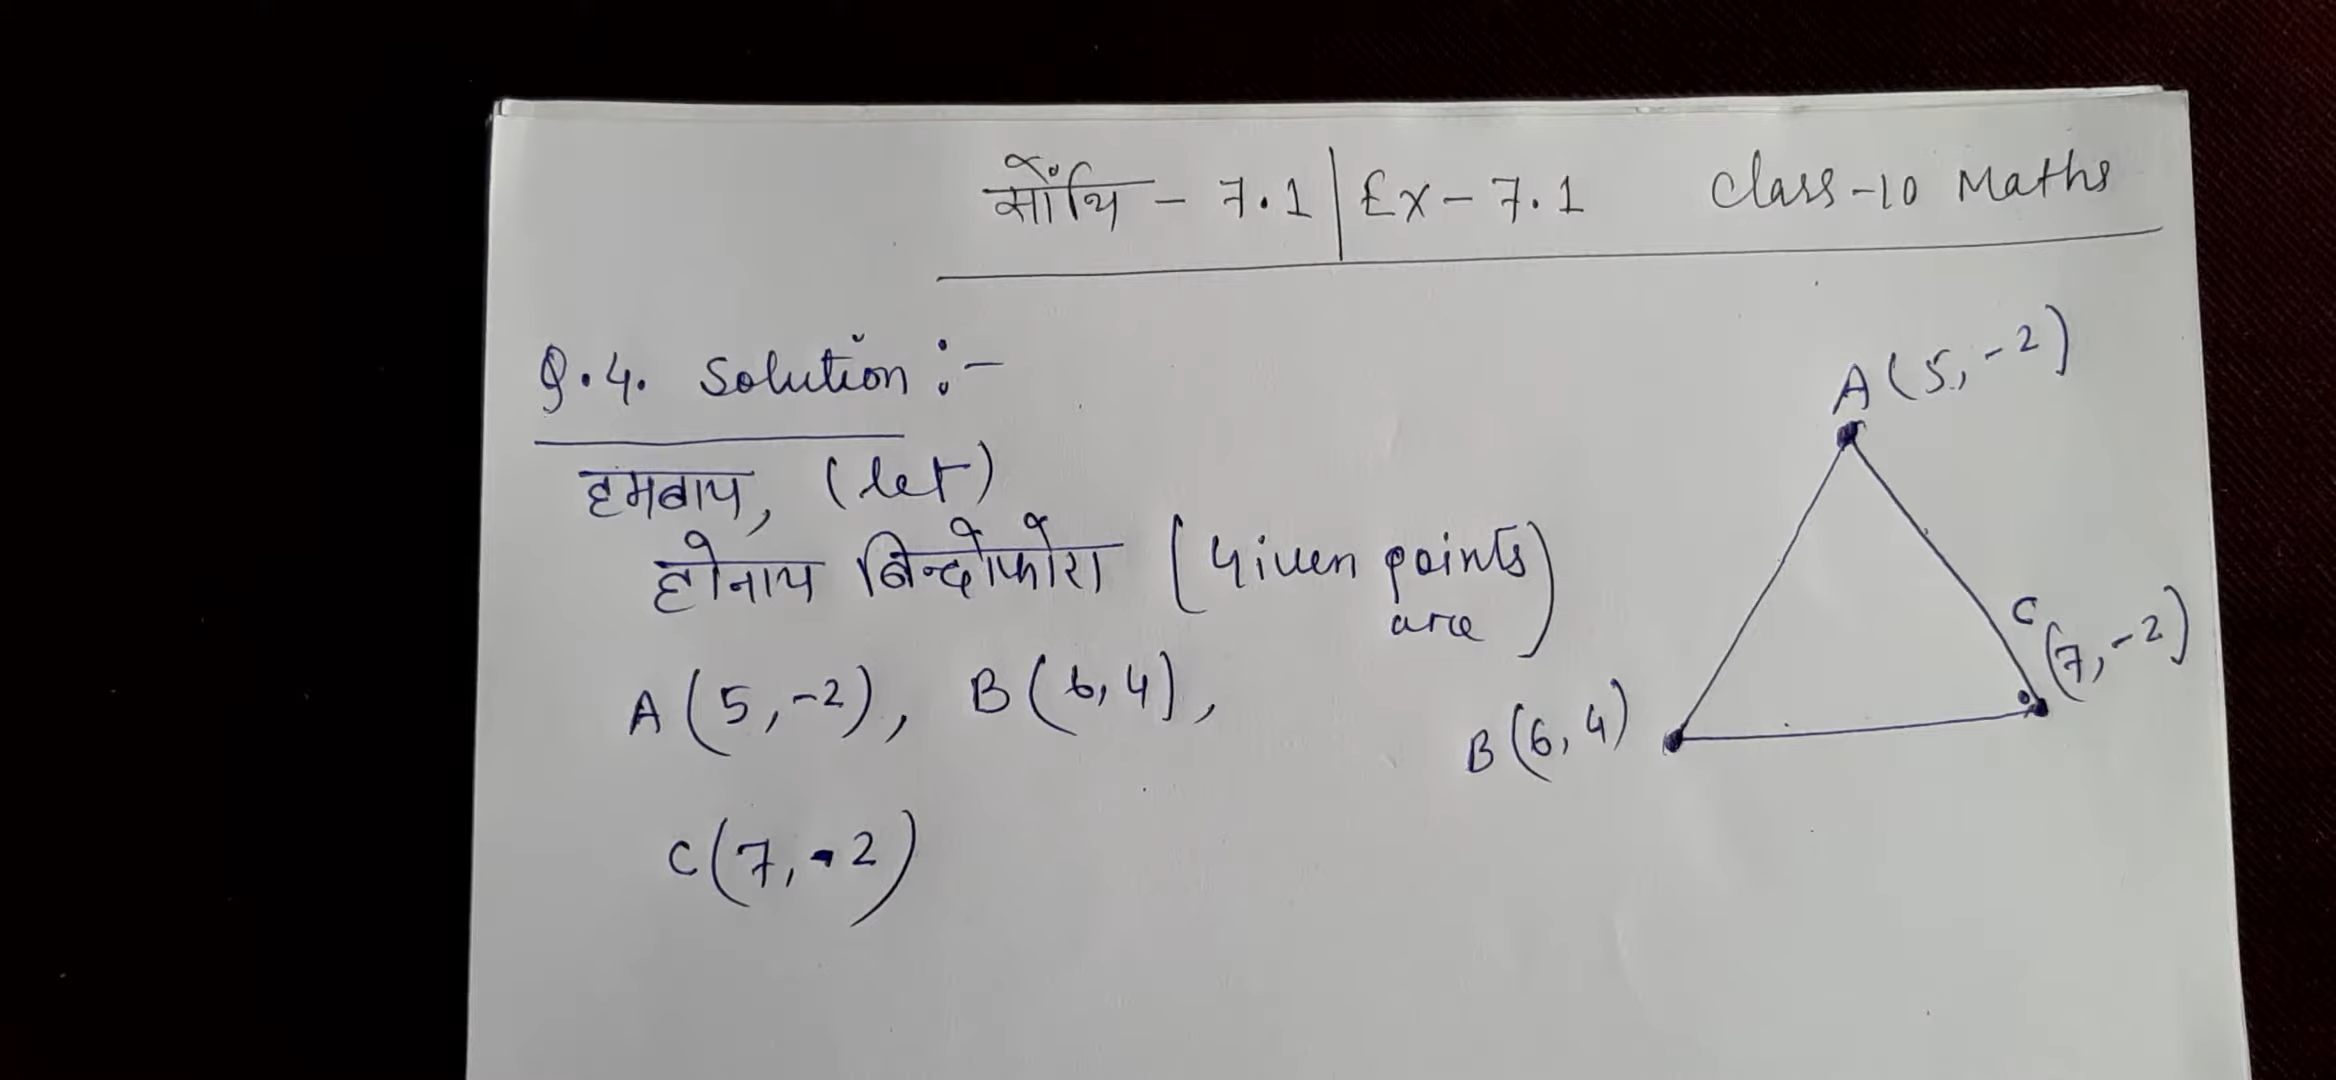 सोँथि - 7.1 | Ex - 7.1 Class - 10 Maths
Q.4. Solution :-
हमबाय, (let)
होनाय बिन्दोफोरा (Given points are)
A(5,-2), B(6,4),
C(7,-2)
A(5,-2)
C(7,-2)
B(6,4)